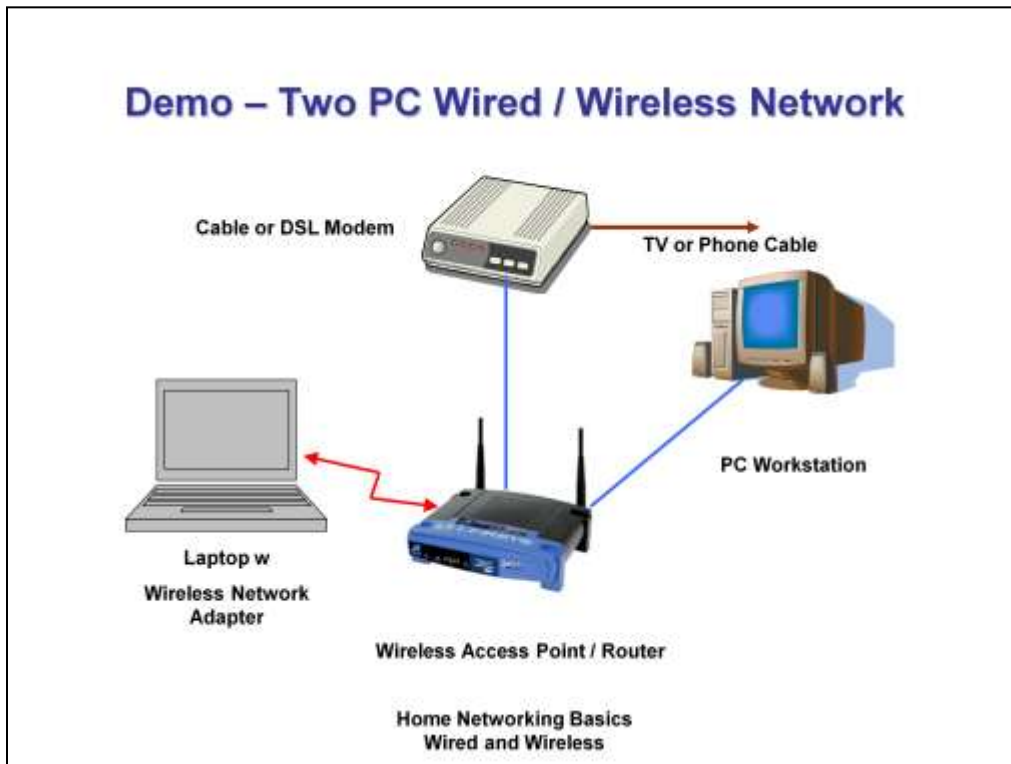 Demo – Two PC Wired / Wireless Network
Cable or DSL Modem
TV or Phone Cable
PC Workstation
Laptop w
Wireless Network
Adapter
Wireless Access Point / Router
Home Networking Basics
Wired and Wireless